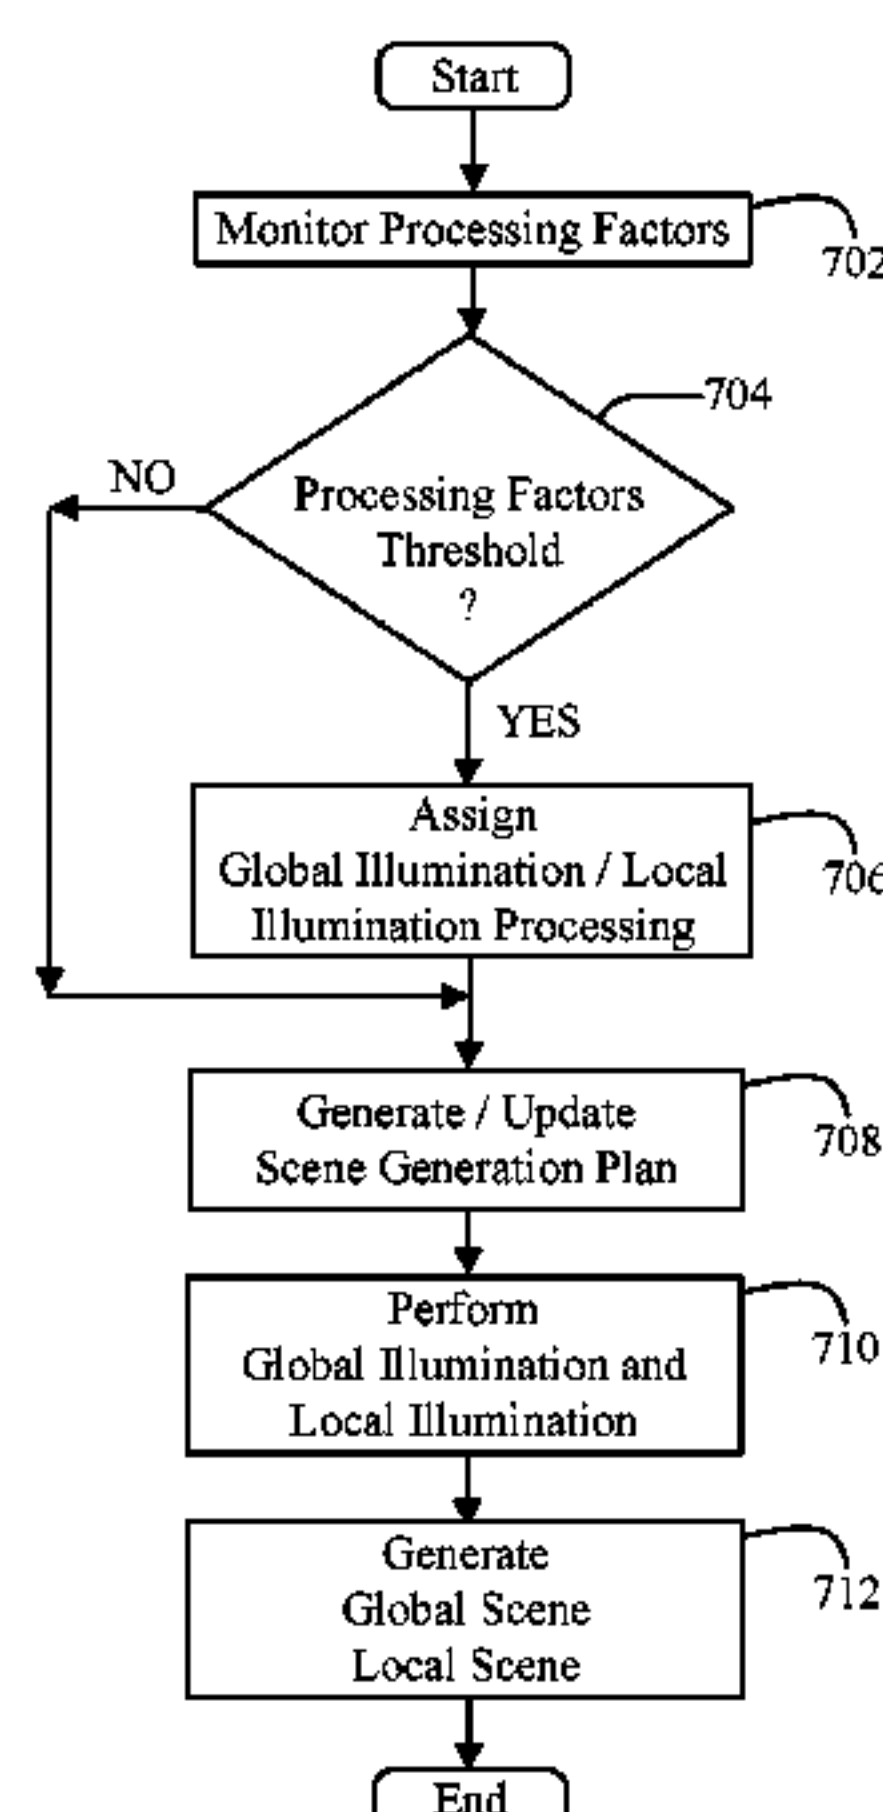 Start
Monitor Processing Factors
702
704
NO
Processing Factors
Threshold
?
YES
Assign
Global Illumination / Local
Illumination Processing
706
Generate / Update
Scene Generation Plan
708
Perform
Global Illumination and
Local Illumination
710
Generate
Global Scene
Local Scene
712
End